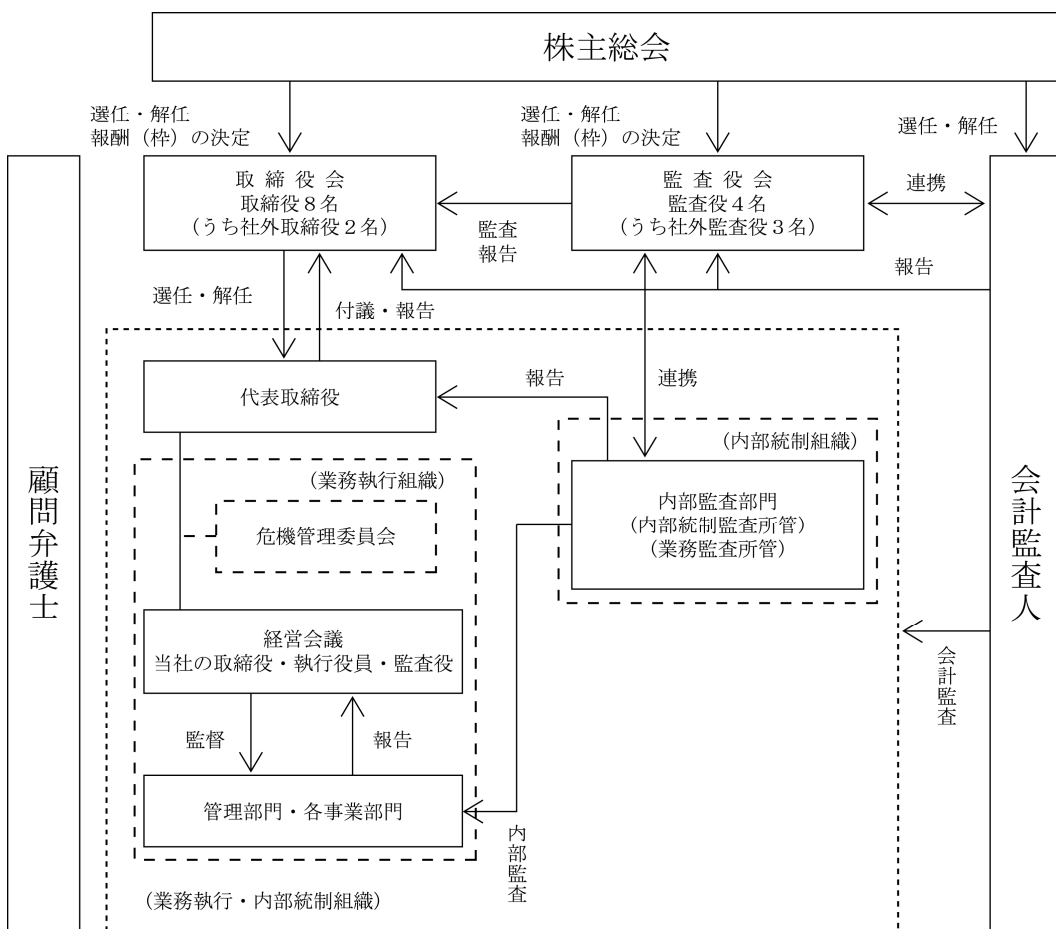 株主総会
選任・解任
報酬（枠）の決定
選任・解任
報酬（枠）の決定
選任・解任
取締役会
取締役８名
（うち社外取締役２名）
監査役会
監査役４名
（うち社外監査役３名）
連携
監査
報告
報告
選任・解任
付議・報告
代表取締役
報告
連携
（内部統制組織）
内部監査部門
（内部統制監査所管）
（業務監査所管）
（業務執行組織）
危機管理委員会
経営会議
当社の取締役・執行役員・監査役
監督
報告
管理部門・各事業部門
内部監査
会計監査
（業務執行・内部統制組織）
顧問弁護士
会計監査人